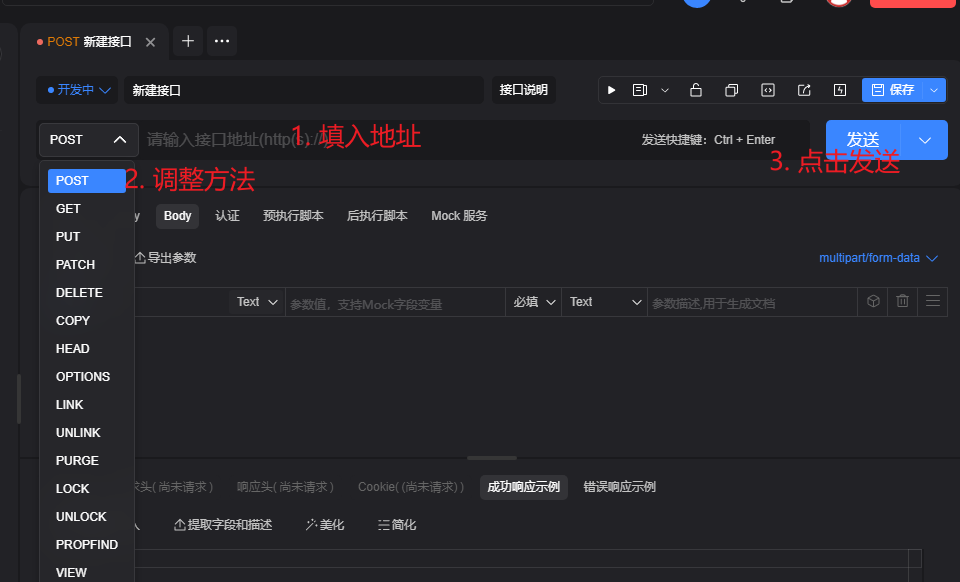 POST 新建接口
开发中 新建接口 接口说明 保存
POST 请输入接口地址(http(s)://) 发送快捷键：Ctrl + Enter 发送
1. 填入地址
3. 点击发送
2. 调整方法
POST
GET
PUT
PATCH
DELETE
COPY
HEAD
OPTIONS
LINK
UNLINK
PURGE
LOCK
UNLOCK
PROPFIND
VIEW
y Body 认证 预执行脚本 后执行脚本 Mock 服务
导出参数 multipart/form-data
Text 参数值，支持Mock字段变量 必填 Text 参数描述,用于生成文档
求头( 尚未请求 ) 响应头( 尚未请求 ) Cookie( (尚未请求) ) 成功响应示例 错误响应示例
提取字段和描述 美化 简化